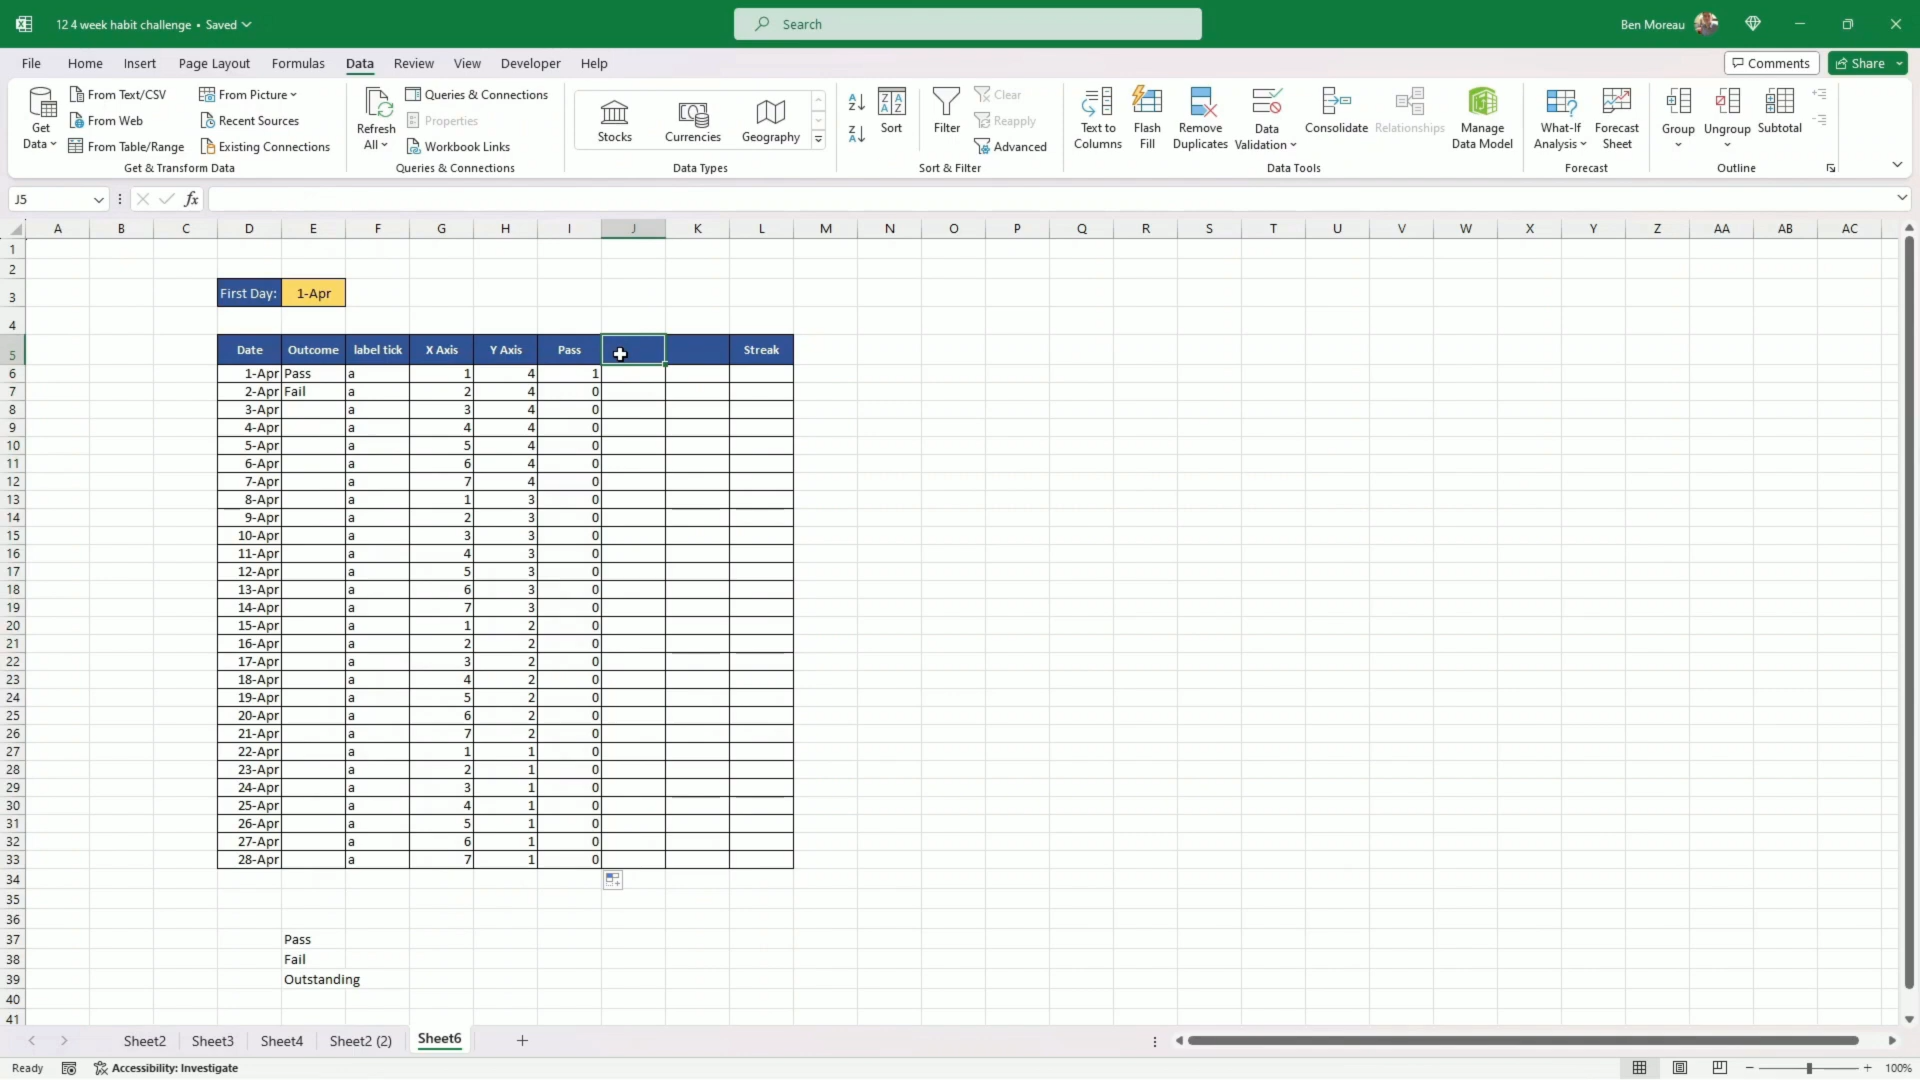 12 4 week habit challenge • Saved
Search
Ben Moreau
File Home Insert Page Layout Formulas Data Review View Developer Help
Comments Share
Get Data
From Text/CSV
From Web
From Table/Range
From Picture
Recent Sources
Existing Connections
Get & Transform Data
Refresh All
Queries & Connections
Properties
Workbook Links
Queries & Connections
Stocks Currencies Geography
Data Types
Sort
Filter
Clear
Reapply
Advanced
Sort & Filter
Text to Columns
Flash Fill
Remove Duplicates
Data Validation
Consolidate
Relationships
Manage Data Model
Data Tools
What-If Analysis
Forecast Sheet
Forecast
Group
Ungroup
Subtotal
Outline
J5 fx
A B C D E F G H I J K L M N O P Q R S T U V W X Y Z AA AB AC
1
2
3 First Day: 1-Apr
4
5 Date Outcome label tick X Axis Y Axis Pass Streak
6 1-Apr Pass a 1 4 1
7 2-Apr Fail a 2 4 0
8 3-Apr a 3 4 0
9 4-Apr a 4 4 0
10 5-Apr a 5 4 0
11 6-Apr a 6 4 0
12 7-Apr a 7 4 0
13 8-Apr a 1 3 0
14 9-Apr a 2 3 0
15 10-Apr a 3 3 0
16 11-Apr a 4 3 0
17 12-Apr a 5 3 0
18 13-Apr a 6 3 0
19 14-Apr a 7 3 0
20 15-Apr a 1 2 0
21 16-Apr a 2 2 0
22 17-Apr a 3 2 0
23 18-Apr a 4 2 0
24 19-Apr a 5 2 0
25 20-Apr a 6 2 0
26 21-Apr a 7 2 0
27 22-Apr a 1 1 0
28 23-Apr a 2 1 0
29 24-Apr a 3 1 0
30 25-Apr a 4 1 0
31 26-Apr a 5 1 0
32 27-Apr a 6 1 0
33 28-Apr a 7 1 0
34
35
36
37 Pass
38 Fail
39 Outstanding
40
41
Sheet2 Sheet3 Sheet4 Sheet2 (2) Sheet6
Ready Accessibility: Investigate 100%